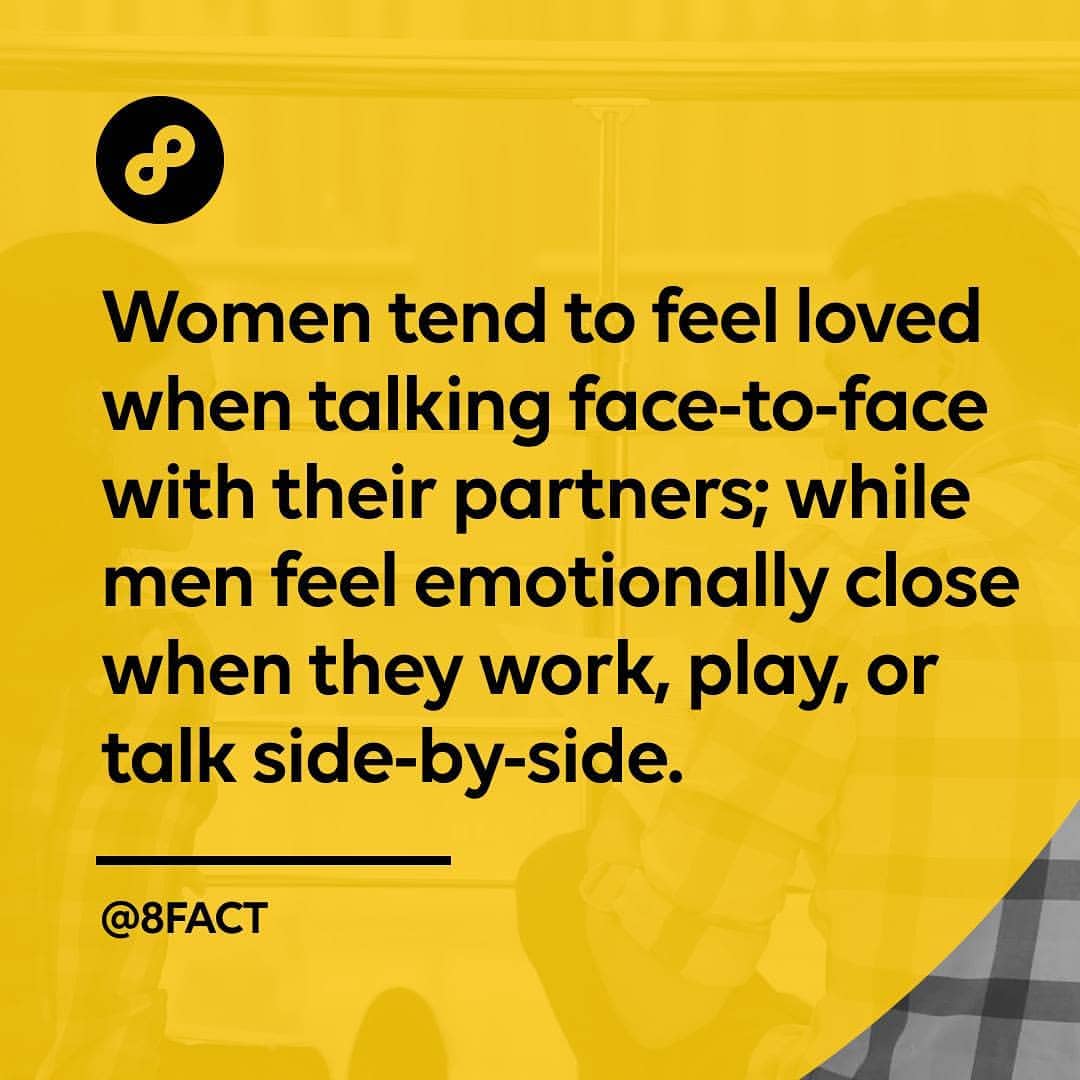 Women tend to feel loved
when talking face-to-face
with their partners; while
men feel emotionally close
when they work, play, or
talk side-by-side.
@8FACT